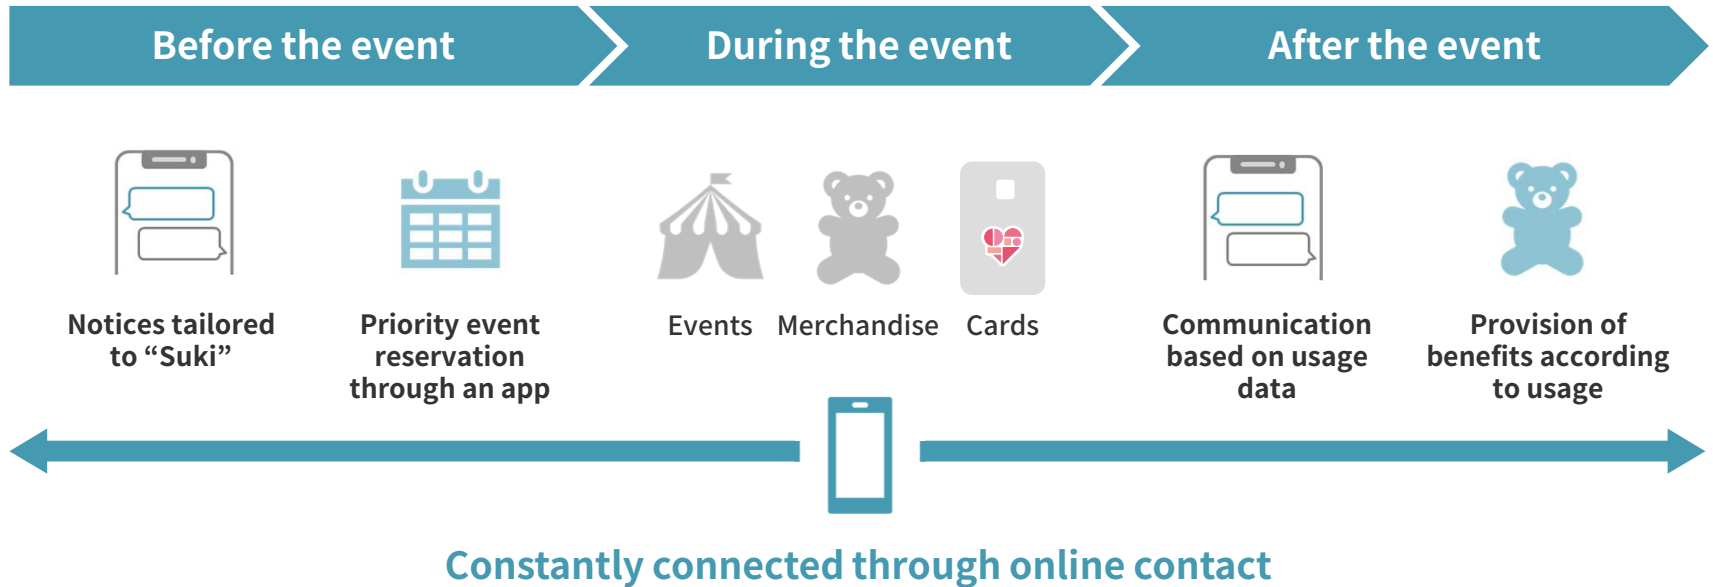 Before the event
During the event
After the event
Notices tailored
to “Suki”
Priority event
reservation
through an app
Events
Merchandise
Cards
Communication
based on usage
data
Provision of
benefits according
to usage
Constantly connected through online contact